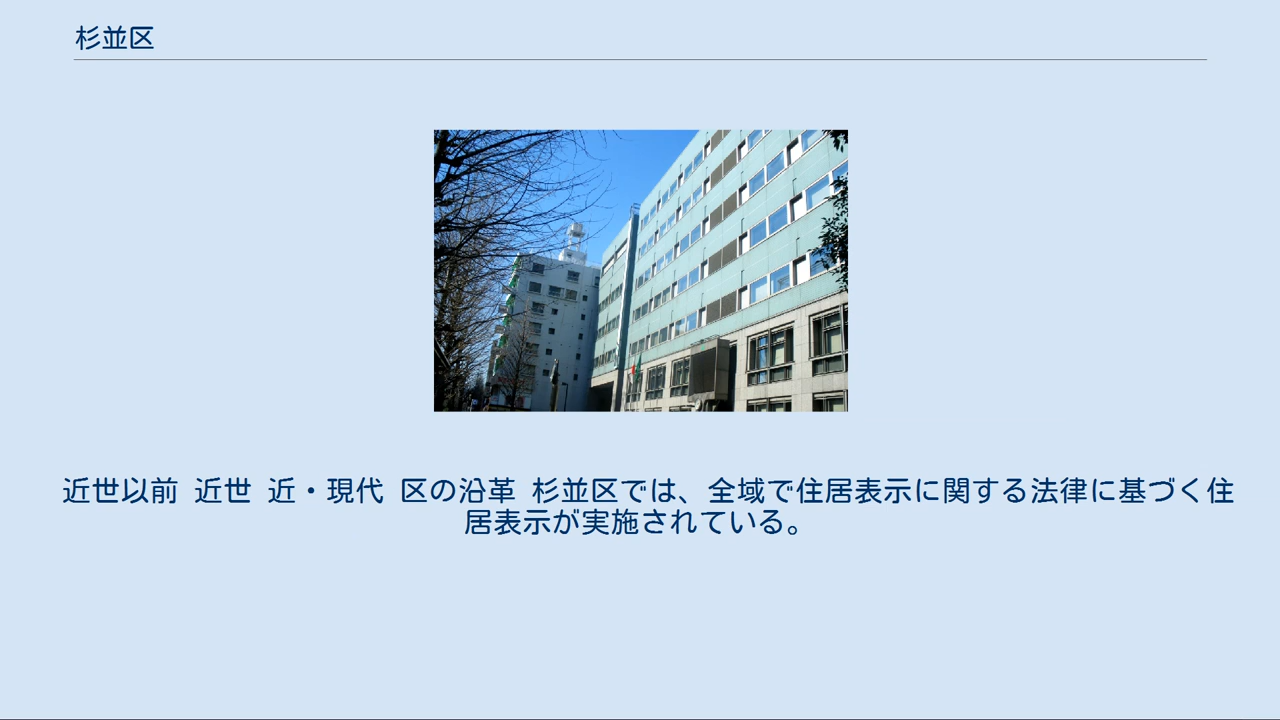 杉並区
近世以前 近世 近・現代 区の沿革 杉並区では、全域で住居表示に関する法律に基づく住
居表示が実施されている。